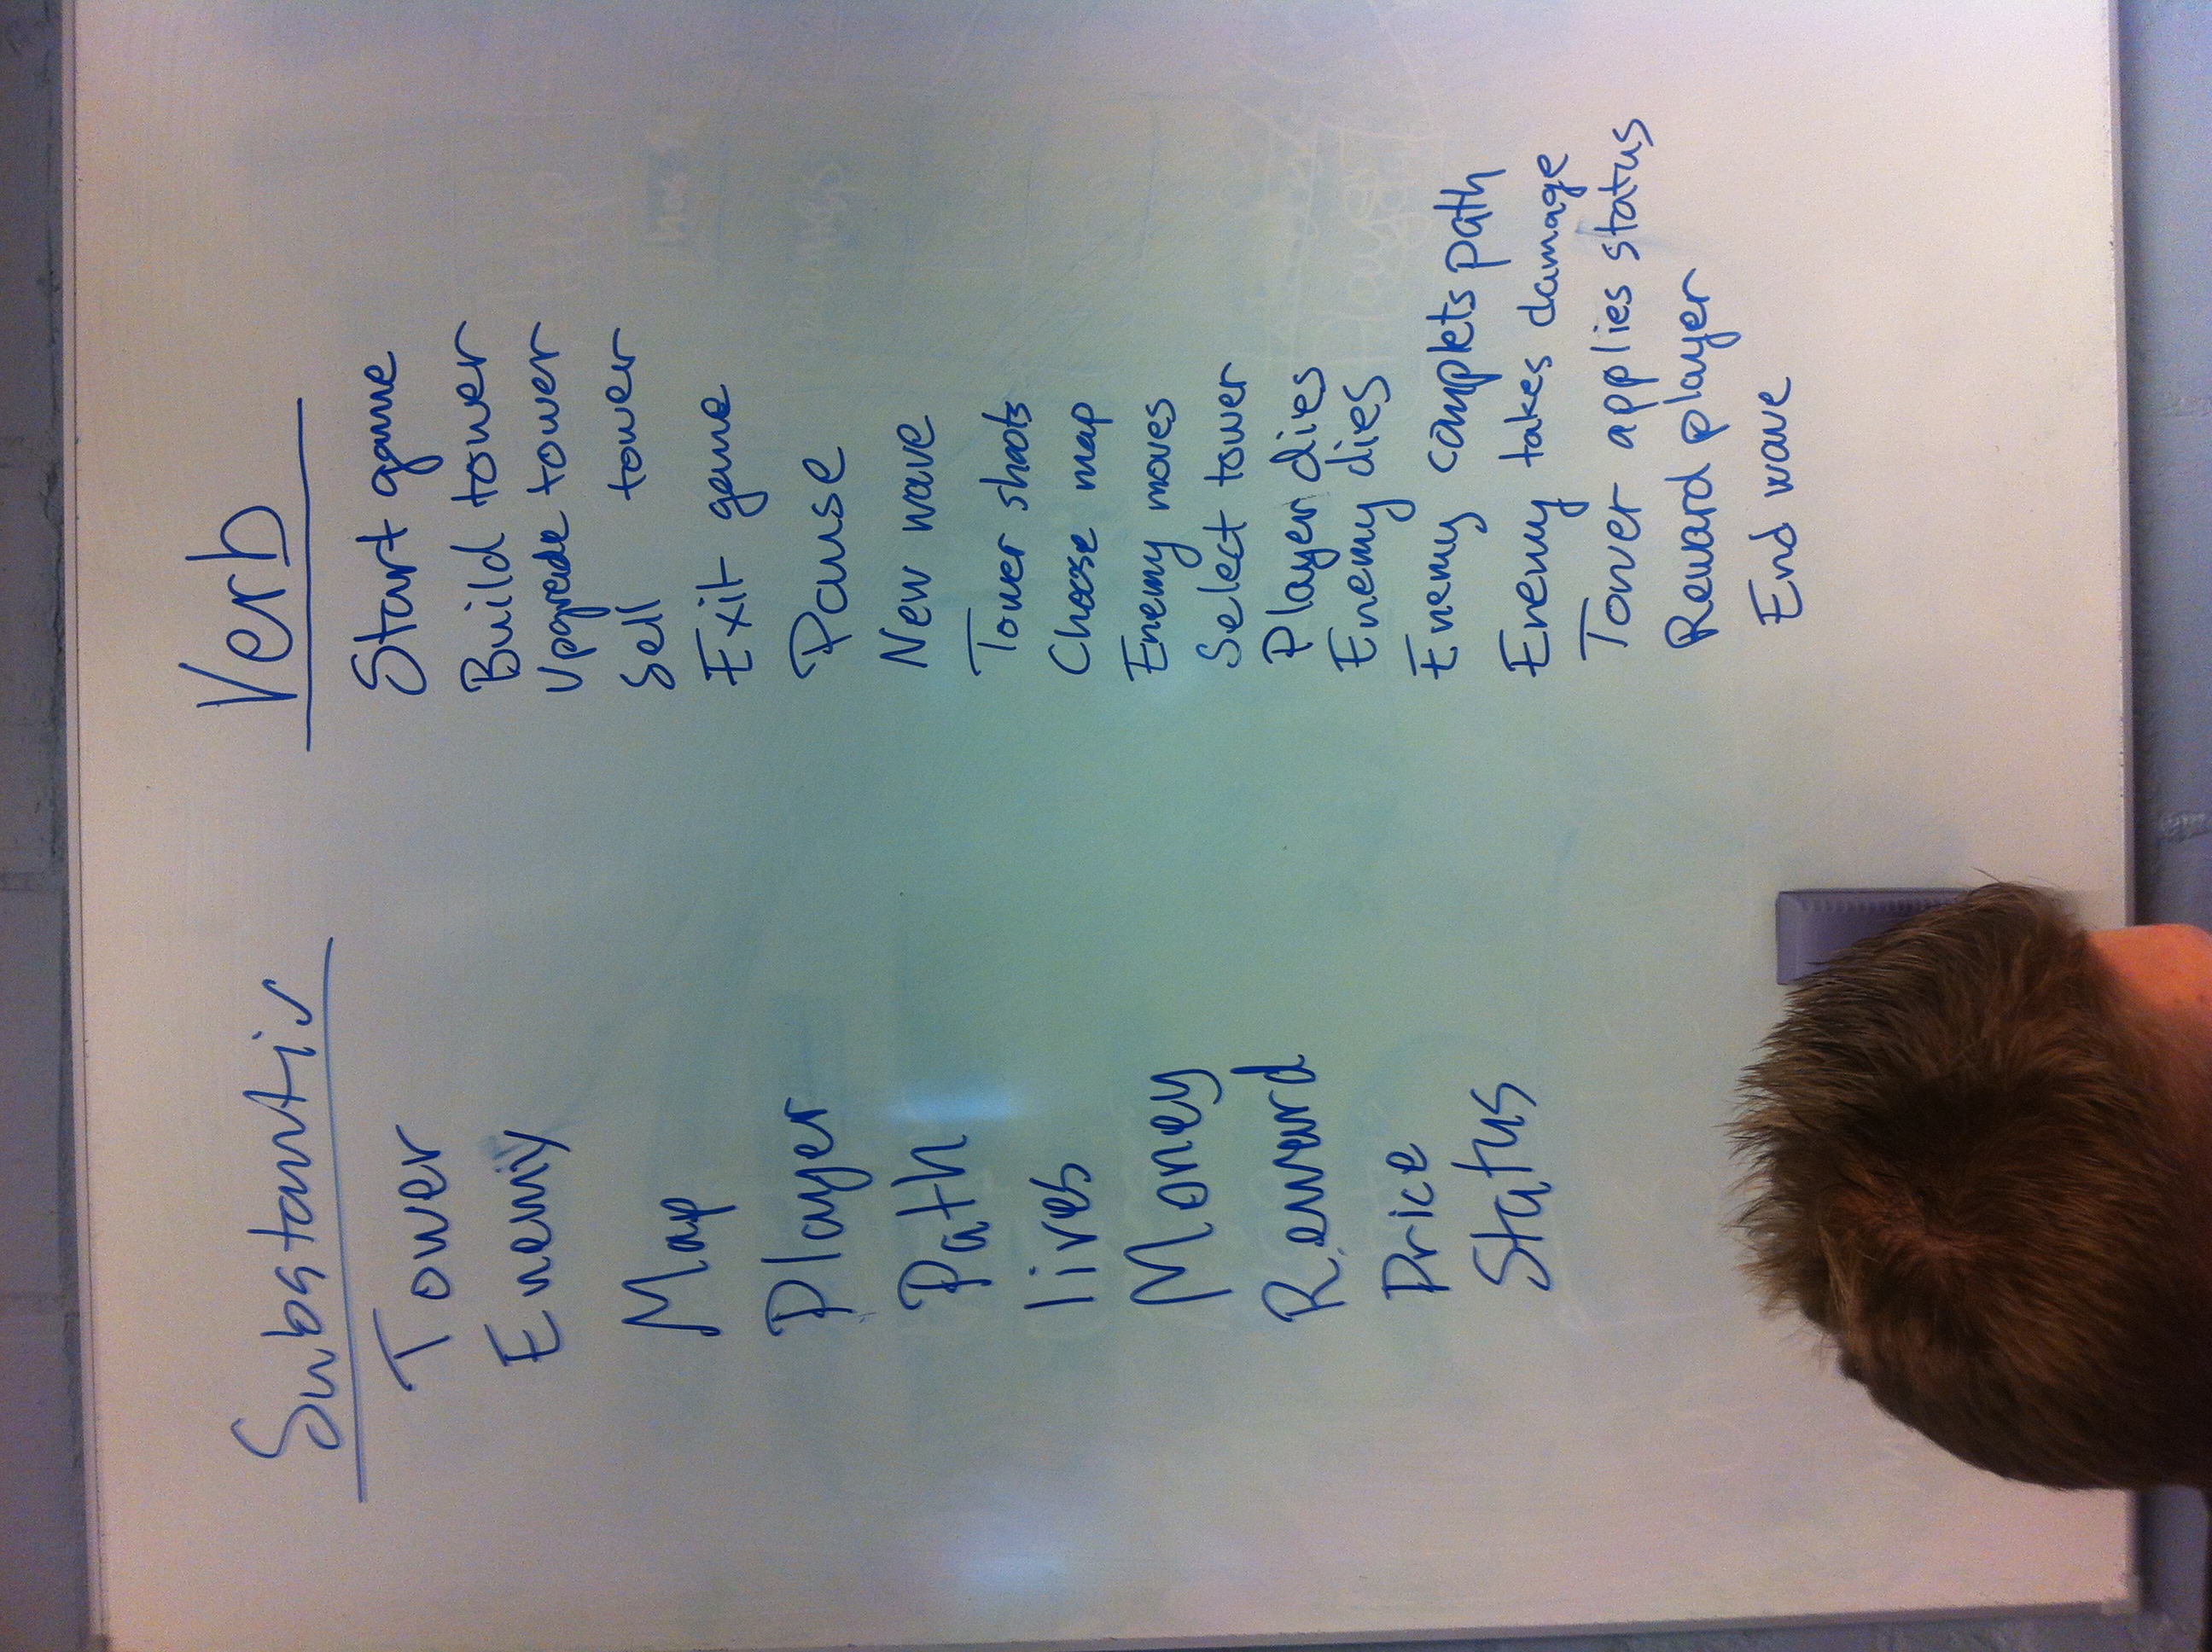 Substantiv
Tower
Enemy
Map
Player
Path
lives
Money
Reward
Price
Status
Verb
Start game
Build tower
Upgrade tower
Sell tower
Exit game
Pause
New wave
Tower shoots
Choose map
Enemy moves
Select tower
Player dies
Enemy dies
Enemy complets path
Enemy takes damage
Tower applies status
Reward player
End wave